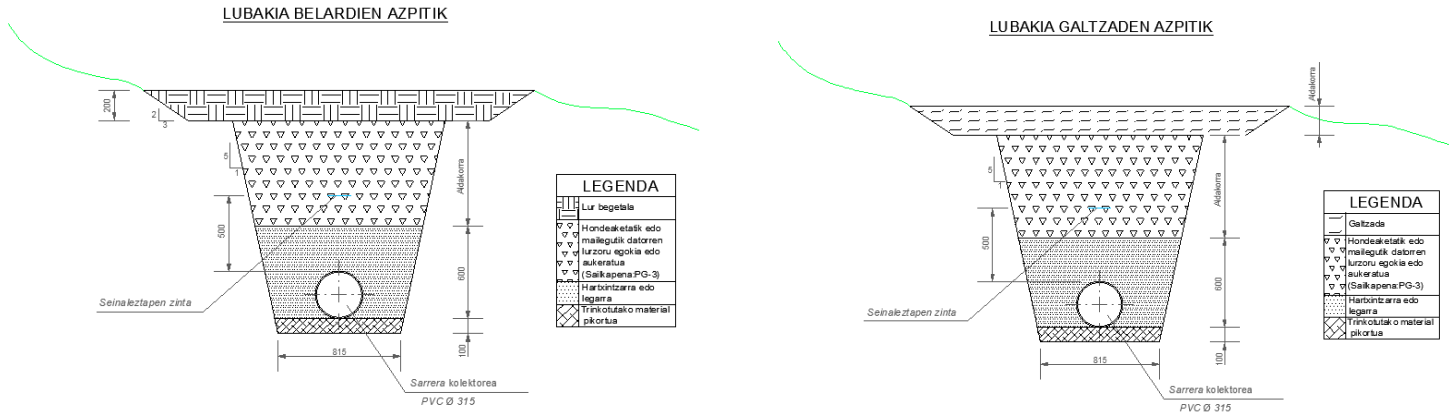 LUBAKIA BELARDIEN AZPITIK
200
2
3
5
1
500
Aldakorra
600
100
815
Seinaleztapen zinta
Sarrera kolektorea
PVC Ø 315
LEGENDA
Lur begetala
Hondeaketatik edo
mailegutik datorren
lurzoru egokia edo
aukeratua
(Sailkapena:PG-3)
Hartxintzarra edo
legarra
Trinkotutako material
pikortua
LUBAKIA GALTZADEN AZPITIK
Aldakorra
5
1
500
Aldakorra
600
100
815
Seinaleztapen zinta
Sarrera kolektorea
PVC Ø 315
LEGENDA
Galtzada
Hondeaketatik edo
mailegutik datorren
lurzoru egokia edo
aukeratua
(Sailkapena:PG-3)
Hartxintzarra edo
legarra
Trinkotutako material
pikortua